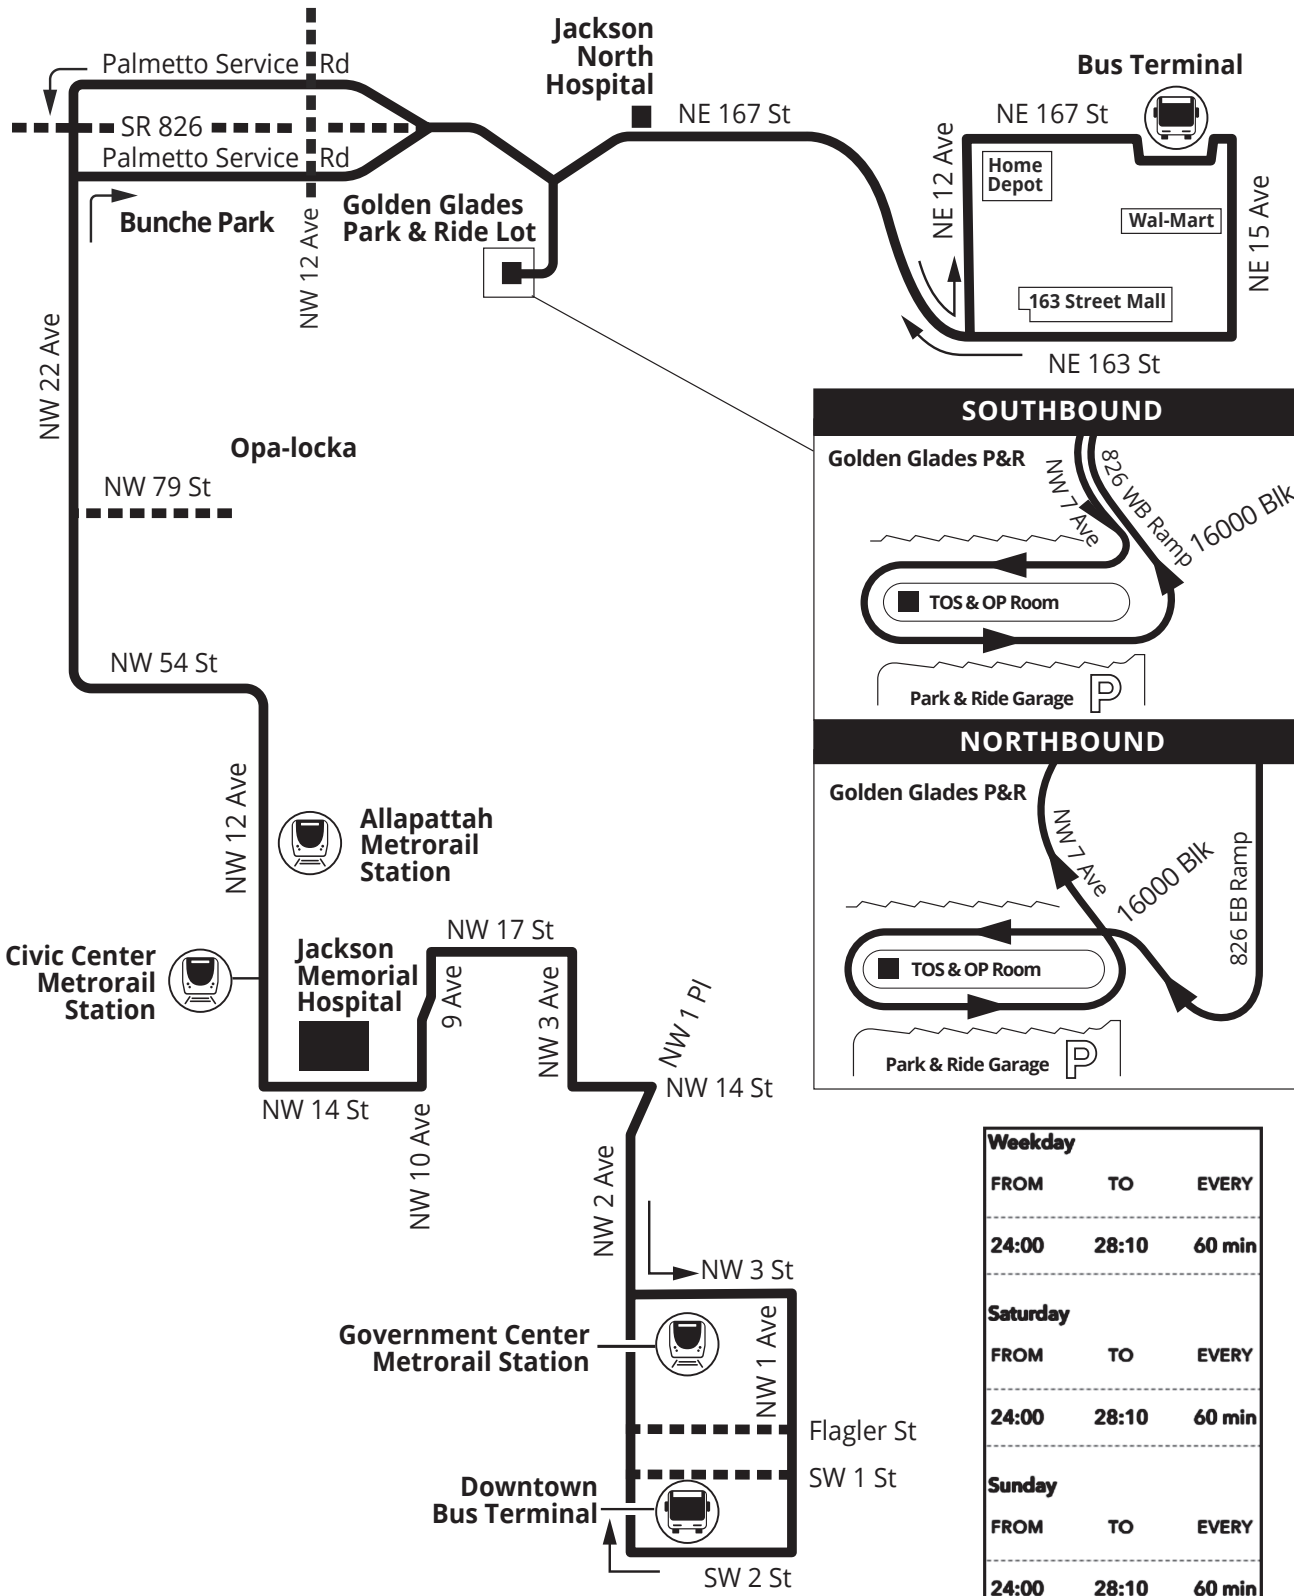 Jackson
North
Hospital
Palmetto Service Rd
Bus Terminal
SR 826
NE 167 St
NE 167 St
Palmetto Service Rd
NE 12 Ave
Home
Depot
Bunche Park
NW 12 Ave
Golden Glades
Park & Ride Lot
Wal-Mart
NE 15 Ave
163 Street Mall
NE 163 St
NW 22 Ave
Opa-locka
NW 79 St
NW 54 St
SOUTHBOUND
Golden Glades P&R
NW 7 Ave
826 WB Ramp
16000 Blk
TOS & OP Room
Park & Ride Garage P
NORTHBOUND
Golden Glades P&R
NW 7 Ave
16000 Blk
826 EB Ramp
TOS & OP Room
Park & Ride Garage P
NW 12 Ave
Allapattah
Metrorail
Station
Civic Center
Metrorail
Station
Jackson
Memorial
Hospital
NW 17 St
9 Ave
NW 3 Ave
NW 1 Pl
NW 14 St
NW 14 St
NW 10 Ave
NW 2 Ave
NW 3 St
Government Center
Metrorail Station
NW 1 Ave
Flagler St
SW 1 St
Downtown
Bus Terminal
SW 2 St
Weekday
FROM TO EVERY
24:00 28:10 60 min
Saturday
FROM TO EVERY
24:00 28:10 60 min
Sunday
FROM TO EVERY
24:00 28:10 60 min